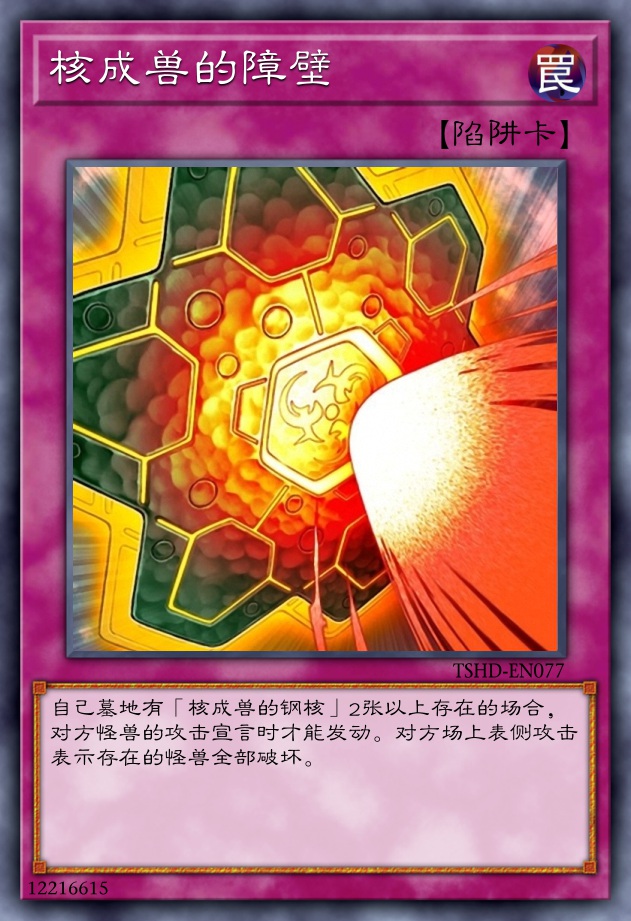 核成兽的障壁
罠
【陷阱卡】
TSHD-EN077
自己墓地有「核成兽的钢核」2张以上存在的场合，
对方怪兽的攻击宣言时才能发动。对方场上表侧攻击
表示存在的怪兽全部破坏。
12216615